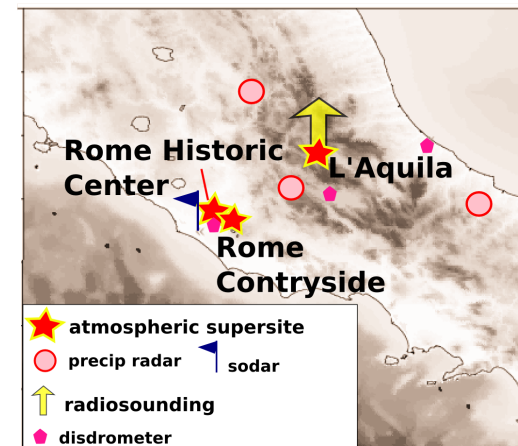 Rome Historic
Center
L'Aquila
Rome
Contryside
atmospheric supersite
precip radar
sodar
radiosounding
disdrometer